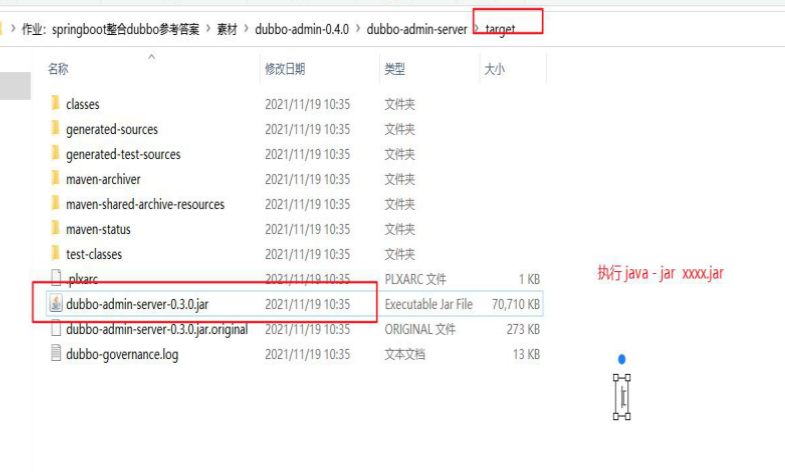 作业：springboot整合dubbo参考答案 > 素材 > dubbo-admin-0.4.0 > dubbo-admin-server > target
名称 修改日期 类型 大小
classes 2021/11/19 10:35 文件夹
generated-sources 2021/11/19 10:35 文件夹
generated-test-sources 2021/11/19 10:35 文件夹
maven-archiver 2021/11/19 10:35 文件夹
maven-shared-archive-resources 2021/11/19 10:35 文件夹
maven-status 2021/11/19 10:35 文件夹
test-classes 2021/11/19 10:35 文件夹
.plxarc 2021/11/19 10:35 PLXARC 文件 1 KB
执行 java - jar xxxx.jar
dubbo-admin-server-0.3.0.jar 2021/11/19 10:35 Executable Jar File 70,710 KB
dubbo-admin-server-0.3.0.jar.original 2021/11/19 10:35 ORIGINAL 文件 273 KB
dubbo-governance.log 2021/11/19 10:35 文本文档 13 KB